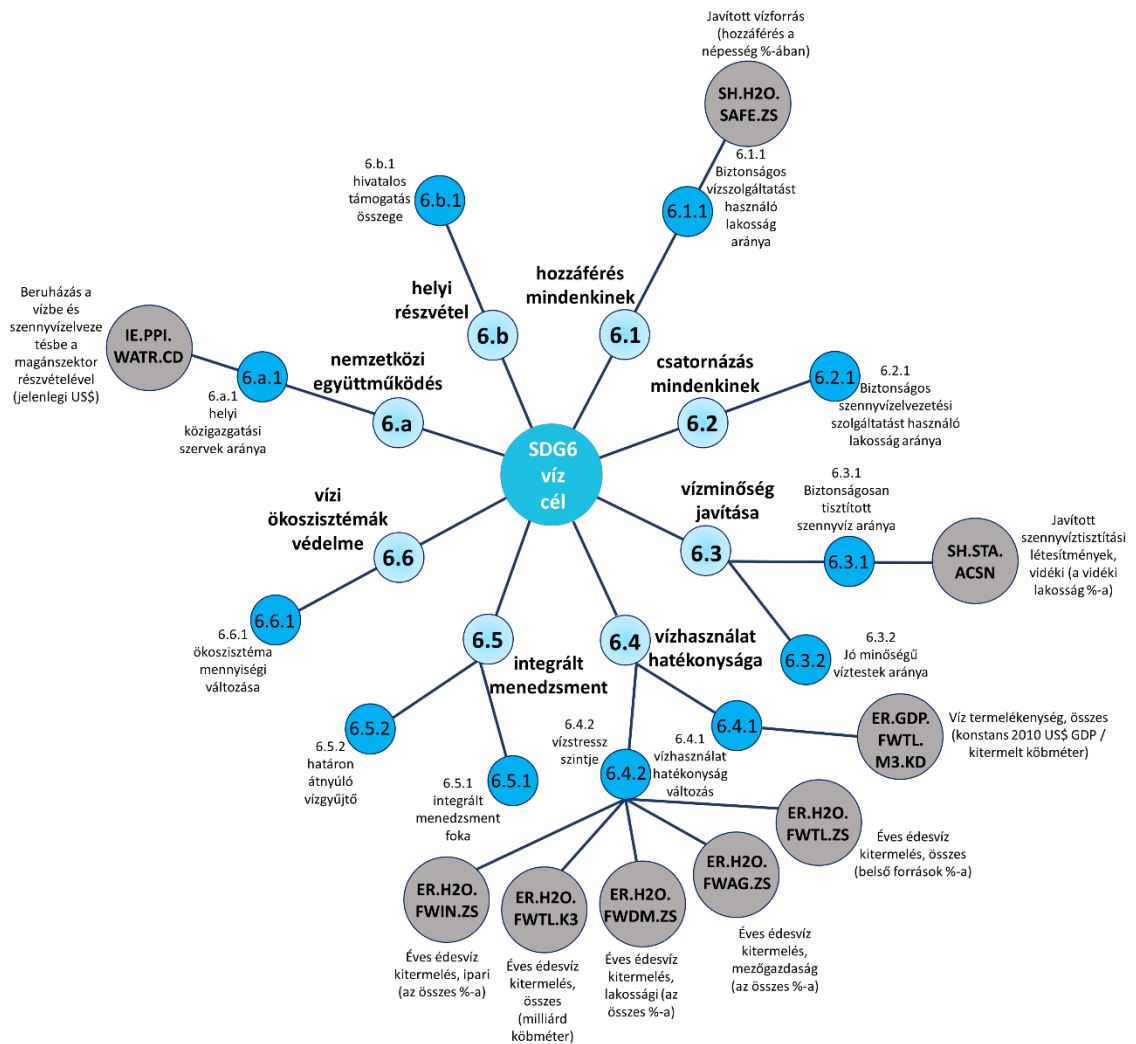 Javított vízforrás
(hozzáférés a
népesség %-ában)
SH.H2O.
SAFE.ZS
6.1.1
Biztonságos
vízszolgáltatást
használó
lakosság
aránya
6.1.1
hozzáférés
mindenkinek
6.1
6.b.1
hivatalos
támogatás
összege
6.b.1
helyi
részvétel
6.b
Beruházás a
vízbe és
szennyvízelveze
tésbe a
magánszektor
részvételével
(jelenlegi US$)
IE.PPI.
WATR.CD
6.a.1
6.a.1
helyi
közigazgatási
szervek aránya
nemzetközi
együttműködés
6.a
csatornázás
mindenkinek
6.2
6.2.1
6.2.1
Biztonságos
szennyvízelvezetési
szolgáltatást használó
lakosság aránya
SDG6
víz
cél
vízi
ökoszisztémák
védelme
6.6
6.6.1
6.6.1
ökoszisztéma
mennyiségi
változása
vízminőség
javítása
6.3
6.3.1
Biztonságosan
tisztított
szennyvíz aránya
6.3.1
SH.STA.
ACSN
Javított
szennyvíztisztítási
létesítmények,
vidéki (a vidéki
lakosság %-a)
6.3.2
6.3.2
Jó minőségű
víztestek aránya
6.5
integrált
menedzsment
6.5.2
6.5.2
határon
átnyúló
vízgyűjtő
6.5.1
6.5.1
integrált
menedzsment
foka
6.4
vízhasználat
hatékonysága
6.4.2
vízstressz
szintje
6.4.2
6.4.1
6.4.1
vízhasználat
hatékonyság
változás
ER.GDP.
FWTL.
M3.KD
Víz termelékenység, összes
(konstans 2010 US$ GDP /
kitermelt köbméter)
ER.H2O.
FWTL.ZS
Éves édesvíz
kitermelés, összes
(belső források %-a)
ER.H2O.
FWAG.ZS
Éves édesvíz
kitermelés,
mezőgazdaság
(az összes %-a)
ER.H2O.
FWDM.ZS
Éves édesvíz
kitermelés,
lakossági (az
összes %-a)
ER.H2O.
FWTL.K3
Éves édesvíz
kitermelés,
összes
(milliárd
köbméter)
ER.H2O.
FWIN.ZS
Éves édesvíz
kitermelés, ipari
(az összes %-a)